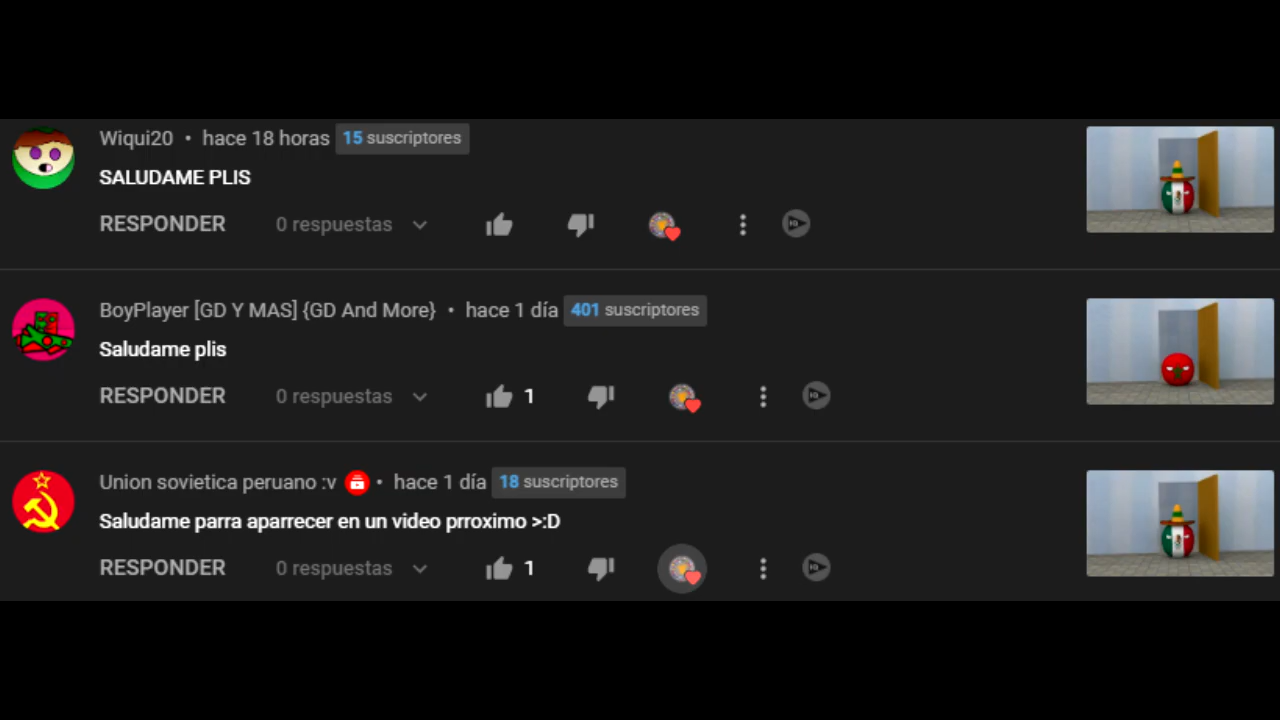 Wiqui20 • hace 18 horas 15 suscriptores
SALUDAME PLIS
RESPONDER 0 respuestas
BoyPlayer [GD Y MAS] {GD And More} • hace 1 día 401 suscriptores
Saludame plis
RESPONDER 0 respuestas 1
Union sovietica peruano :v • hace 1 día 18 suscriptores
Saludame parra aparrecer en un video prroximo >:D
RESPONDER 0 respuestas 1